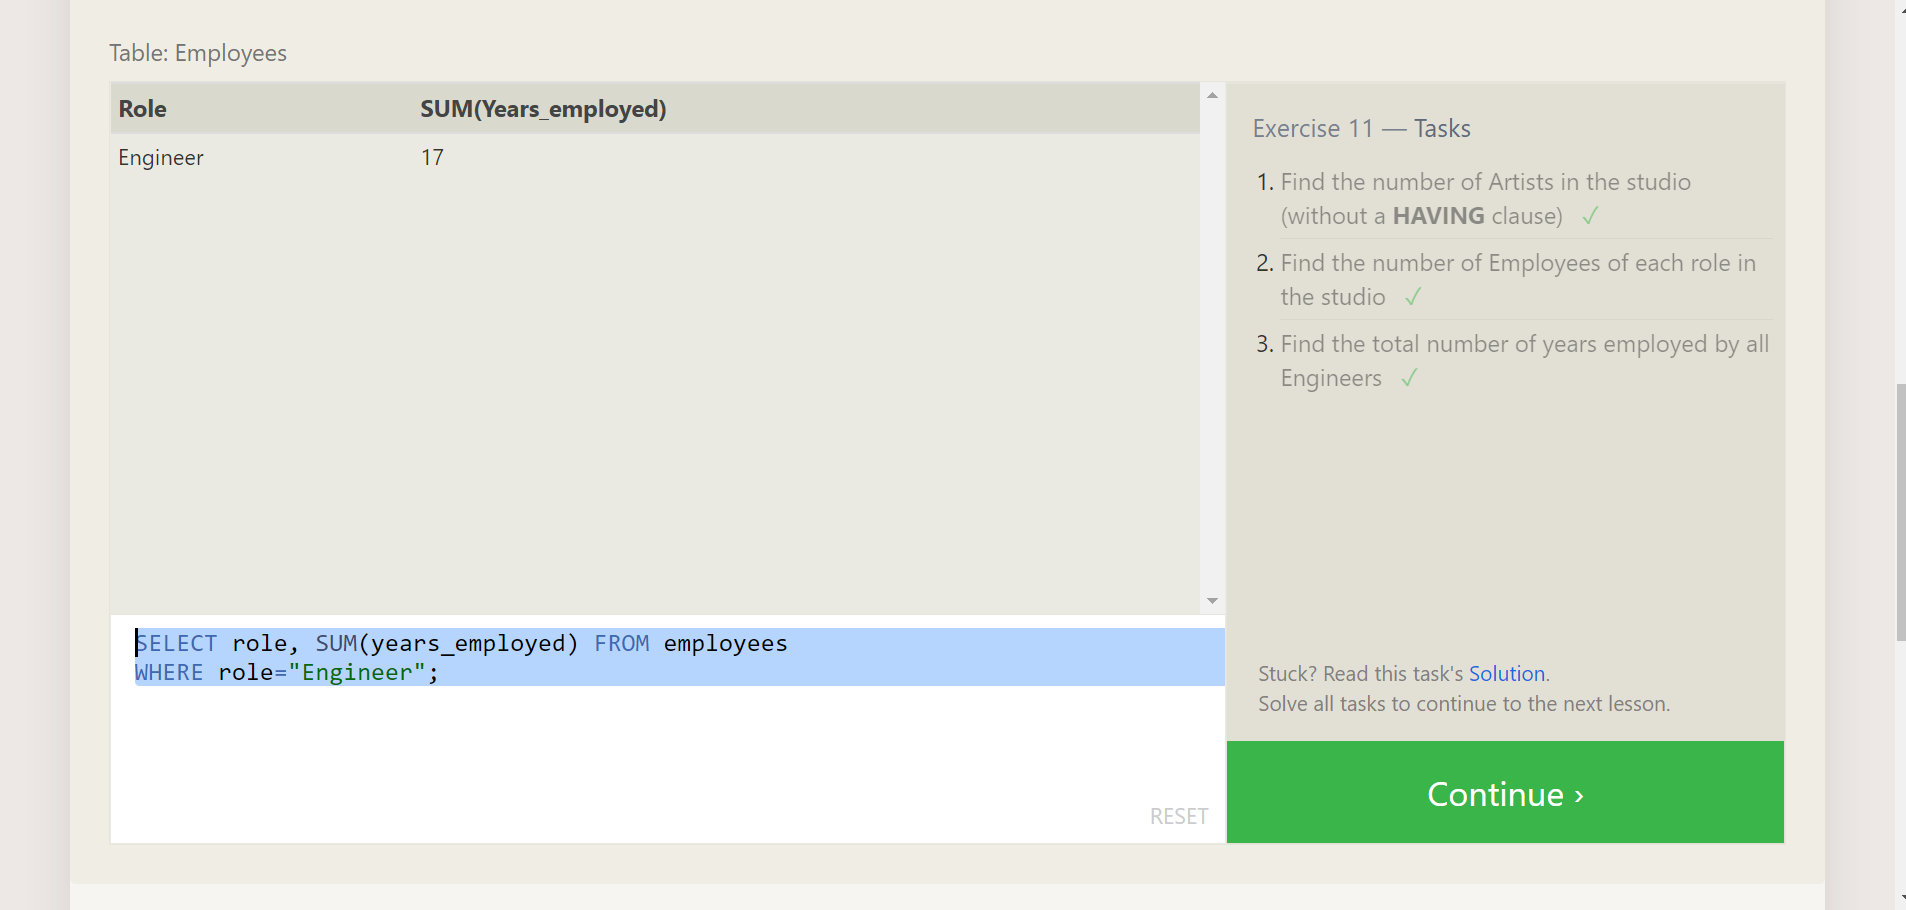 Table: Employees
Role SUM(Years_employed)
Engineer 17
Exercise 11 — Tasks
1. Find the number of Artists in the studio
(without a HAVING clause) ✓
2. Find the number of Employees of each role in
the studio ✓
3. Find the total number of years employed by all
Engineers ✓
SELECT role, SUM(years_employed) FROM employees
WHERE role="Engineer";
RESET
Stuck? Read this task's Solution.
Solve all tasks to continue to the next lesson.
Continue ›